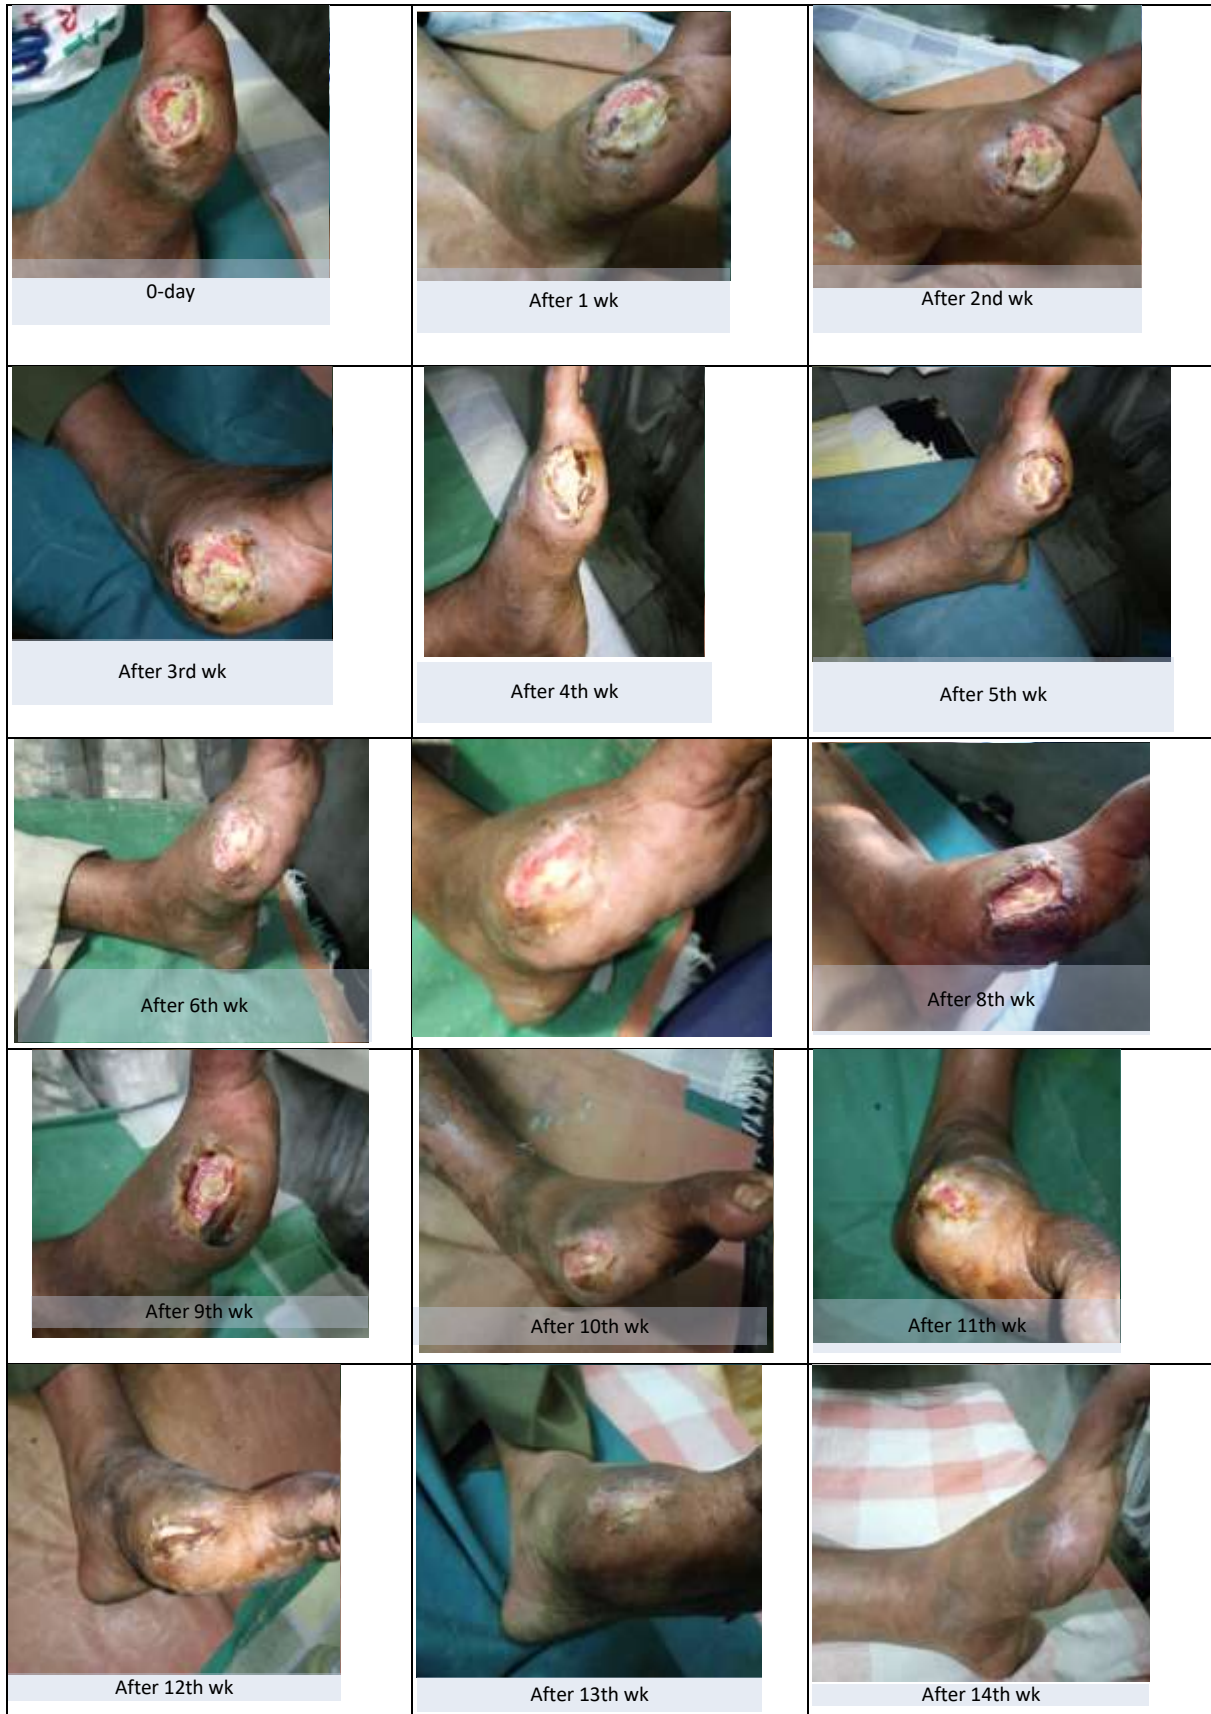 0-day
After 1 wk
After 2nd wk
After 3rd wk
After 4th wk
After 5th wk
After 6th wk
After 8th wk
After 9th wk
After 10th wk
After 11th wk
After 12th wk
After 13th wk
After 14th wk